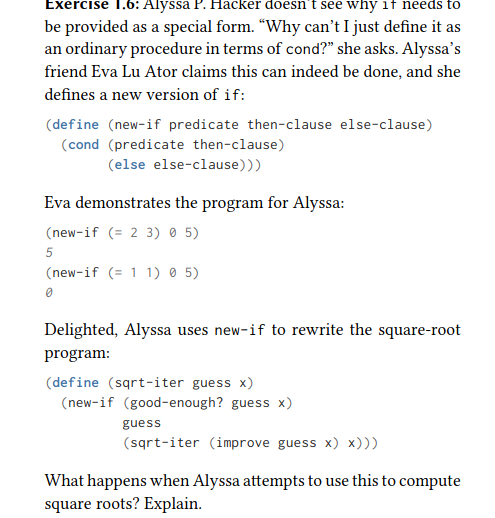 Exercise 1.6: Alyssa P. Hacker doesn't see why if needs to
be provided as a special form. “Why can't I just define it as
an ordinary procedure in terms of cond?” she asks. Alyssa's
friend Eva Lu Ator claims this can indeed be done, and she
defines a new version of if:
(define (new-if predicate then-clause else-clause)
  (cond (predicate then-clause)
        (else else-clause)))
Eva demonstrates the program for Alyssa:
(new-if (= 2 3) 0 5)
5
(new-if (= 1 1) 0 5)
0
Delighted, Alyssa uses new-if to rewrite the square-root
program:
(define (sqrt-iter guess x)
  (new-if (good-enough? guess x)
          guess
          (sqrt-iter (improve guess x) x)))
What happens when Alyssa attempts to use this to compute
square roots? Explain.